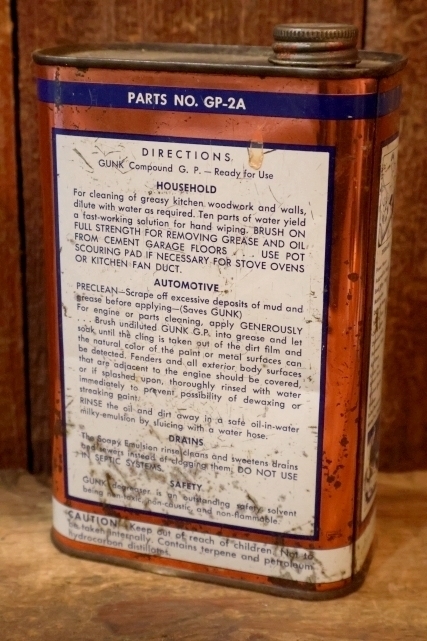 PARTS NO. GP-2A
DIRECTIONS
GUNK Compound G. P. — Ready for Use
HOUSEHOLD
For cleaning of greasy kitchen woodwork and walls,
dilute with water as required. Ten parts of water yield
a fast-working solution for hand wiping. BRUSH ON
FULL STRENGTH FOR REMOVING GREASE AND OIL
FROM CEMENT GARAGE FLOORS . . . USE POT
SCOURING PAD IF NECESSARY FOR STOVE OVENS
OR KITCHEN FAN DUCT.
AUTOMOTIVE
PRECLEAN—Scrape off excessive deposits of mud and
grease before applying—(Saves GUNK)
For engine or parts cleaning, apply GENEROUSLY
. . . . Brush undiluted GUNK G.P. into grease and let
soak until the cling is taken out of the dirt film and
the natural color of the paint or metal surfaces can
be detected. Fenders and all exterior body surfaces
that are adjacent to the engine should be covered,
or if splashed upon, thoroughly rinsed with water
immediately to prevent possibility of dewaxing or
streaking paint.
RINSE the oil and dirt away in a safe oil-in-water
milky emulsion by sluicing with a water hose.
DRAINS
The Soapy Emulsion rinse cleans and sweetens drains
and sewers instead of clogging them. DO NOT USE
IN SEPTIC SYSTEMS.
SAFETY
GUNK degreaser is an outstanding safety solvent
being non-toxic, non-caustic and non-flammable.
CAUTION: Keep out of reach of children. Not to
be taken internally. Contains terpene and petroleum
hydrocarbon distillates.